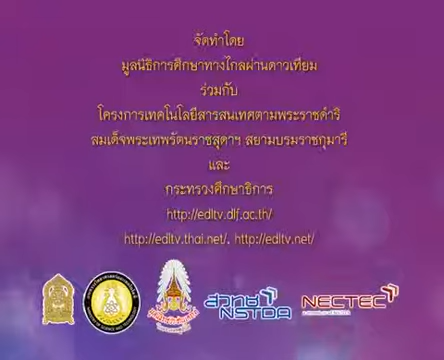 จัดทำโดย
มูลนิธิการศึกษาทางไกลผ่านดาวเทียม
ร่วมกับ
โครงการเทคโนโลยีสารสนเทศตามพระราชดำริ
สมเด็จพระเทพรัตนราชสุดาฯ สยามบรมราชกุมารี
และ
กระทรวงศึกษาธิการ
http://edltv.dlf.ac.th/
http://edltv.thai.net/, http://edltv.net/
สวทช
NSTDA
NECTEC